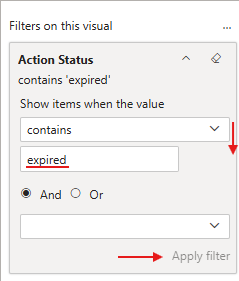 Filters on this visual ...
Action Status
contains 'expired'
Show items when the value
contains
expired
And Or
Apply filter